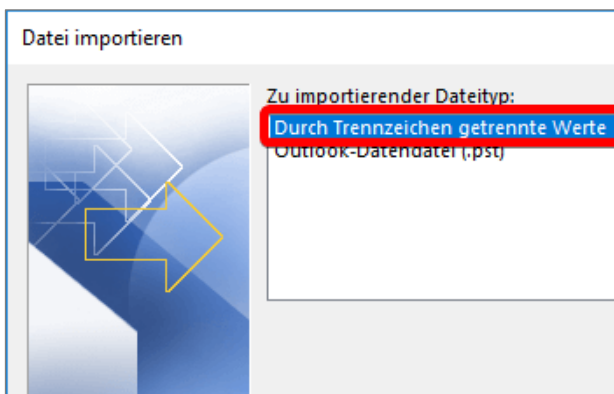 Datei importieren
Zu importierender Dateityp:
Durch Trennzeichen getrennte Werte
Outlook-Datendatei (.pst)